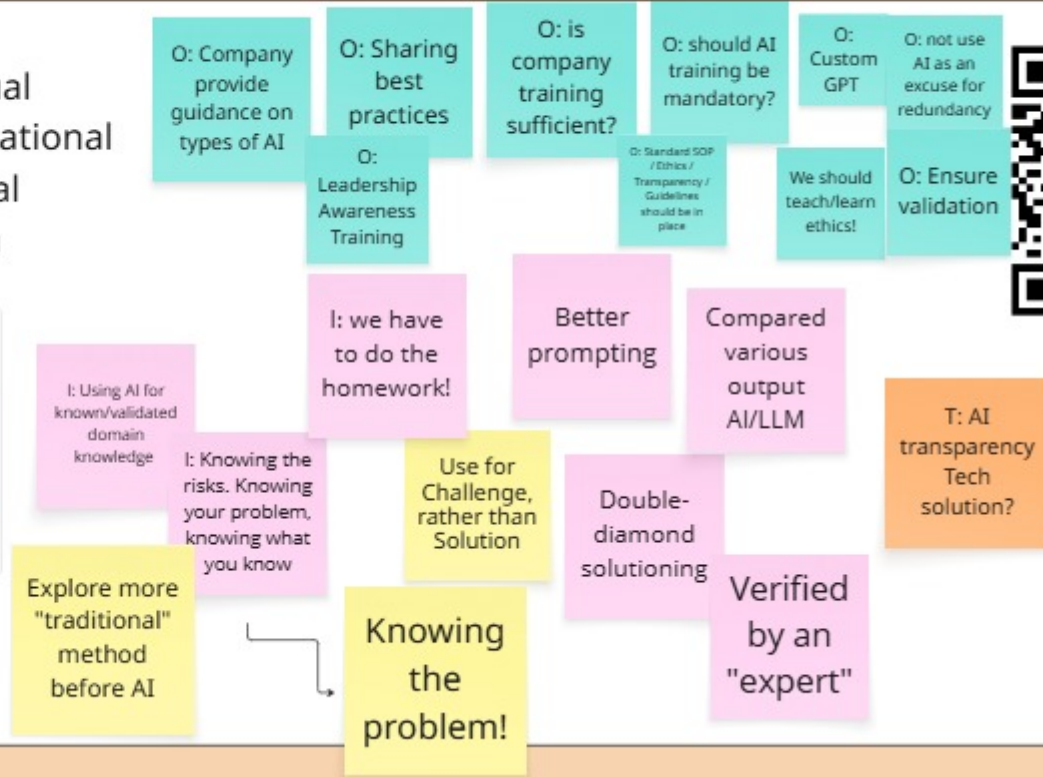 al
ational
al
O: Company
provide
guidance on
types of AI
O: Sharing
best
practices
O: is
company
training
sufficient?
O: should AI
training be
mandatory?
O:
Custom
GPT
O: not use
AI as an
excuse for
redundancy
O:
Leadership
Awareness
Training
O: Standard SOP
/ Ethics /
Transparency /
Guidelines
should be in
place
We should
teach/learn
ethics!
O: Ensure
validation
I: we have
to do the
homework!
Better
prompting
Compared
various
output
AI/LLM
I: Using AI for
known/validated
domain
knowledge
I: Knowing the
risks. Knowing
your problem,
knowing what
you know
Use for
Challenge,
rather than
Solution
Double-
diamond
solutioning
T: AI
transparency
Tech
solution?
Explore more
"traditional"
method
before AI
Knowing
the
problem!
Verified
by an
"expert"